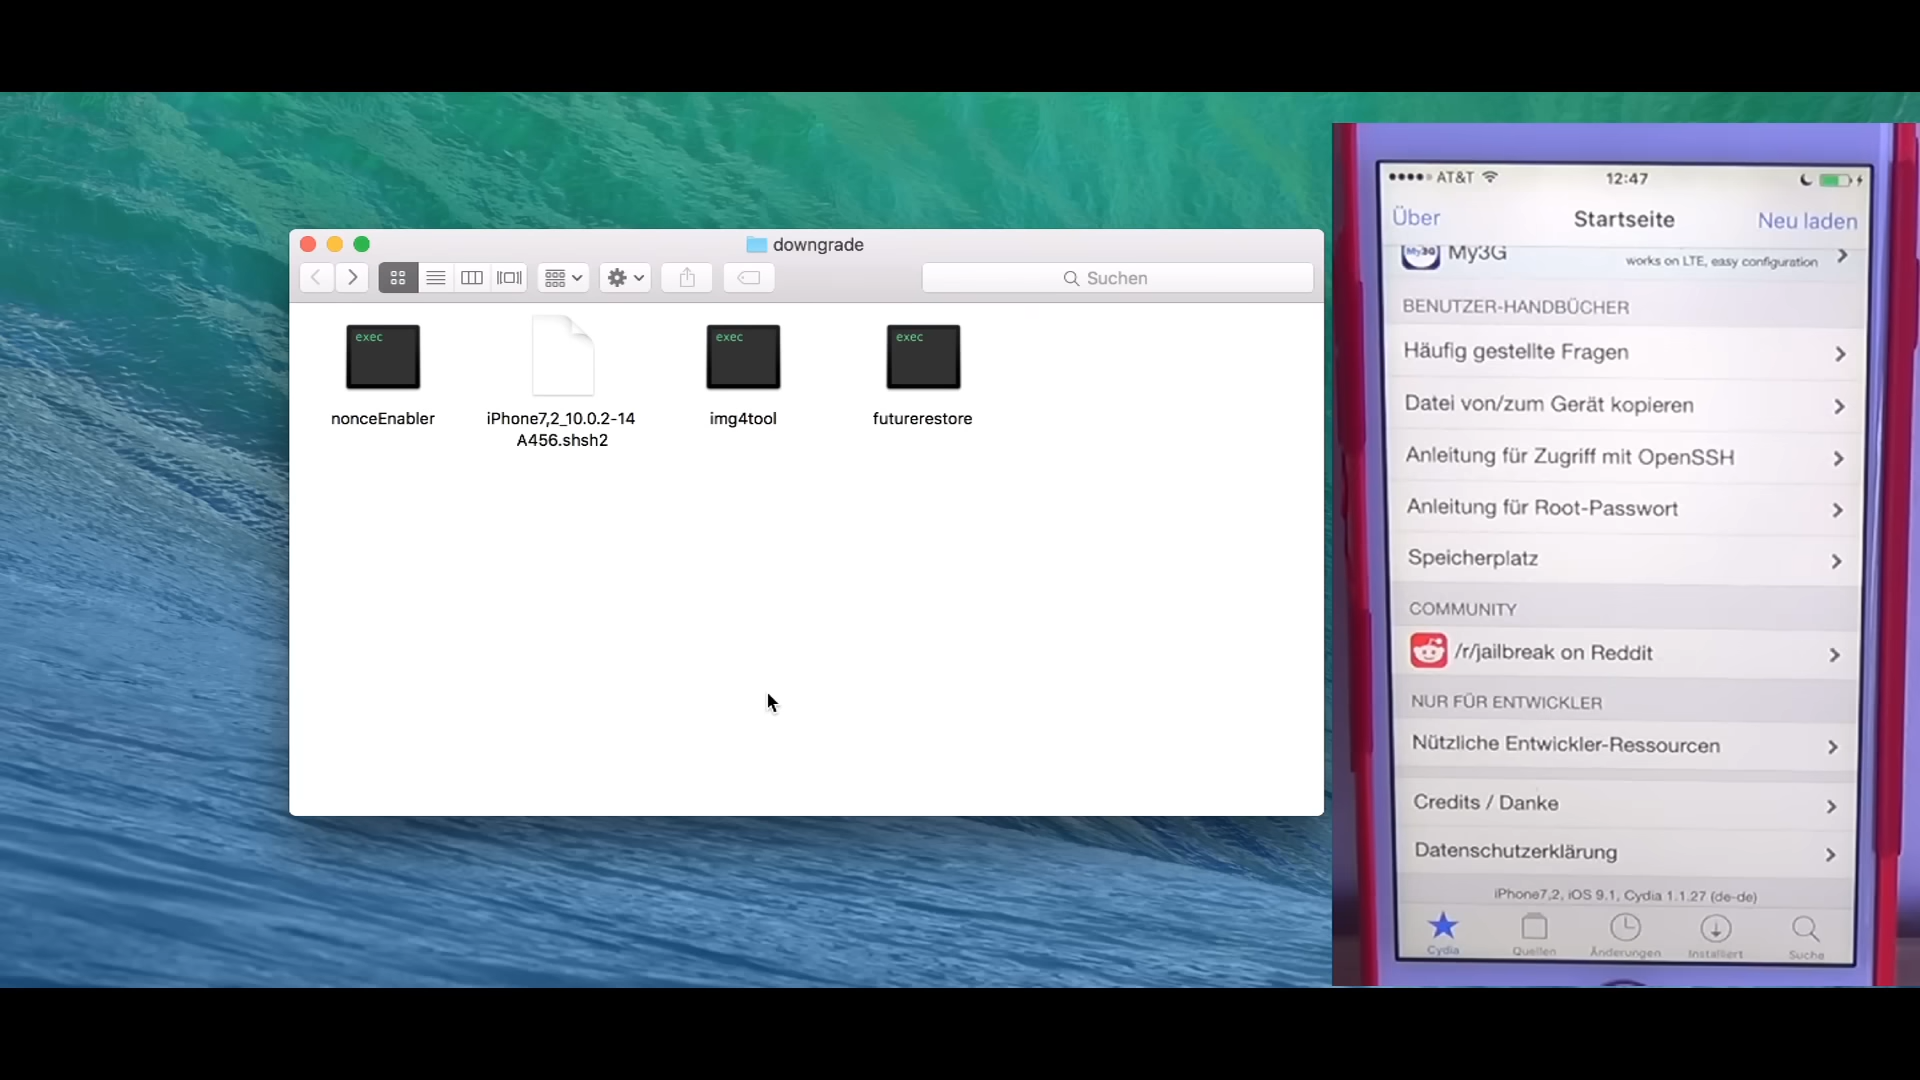 downgrade
Suchen
exec
exec
exec
nonceEnabler
iPhone7,2_10.0.2-14
A456.shsh2
img4tool
futurerestore
AT&T
12:47
Über
Startseite
Neu laden
My3G
My3G
works on LTE, easy configuration
BENUTZER-HANDBÜCHER
Häufig gestellte Fragen
Datei von/zum Gerät kopieren
Anleitung für Zugriff mit OpenSSH
Anleitung für Root-Passwort
Speicherplatz
COMMUNITY
/r/jailbreak on Reddit
NUR FÜR ENTWICKLER
Nützliche Entwickler-Ressourcen
Credits / Danke
Datenschutzerklärung
iPhone7,2, iOS 9.1, Cydia 1.1.27 (de-de)
Cydia
Quellen
Änderungen
Installiert
Suche